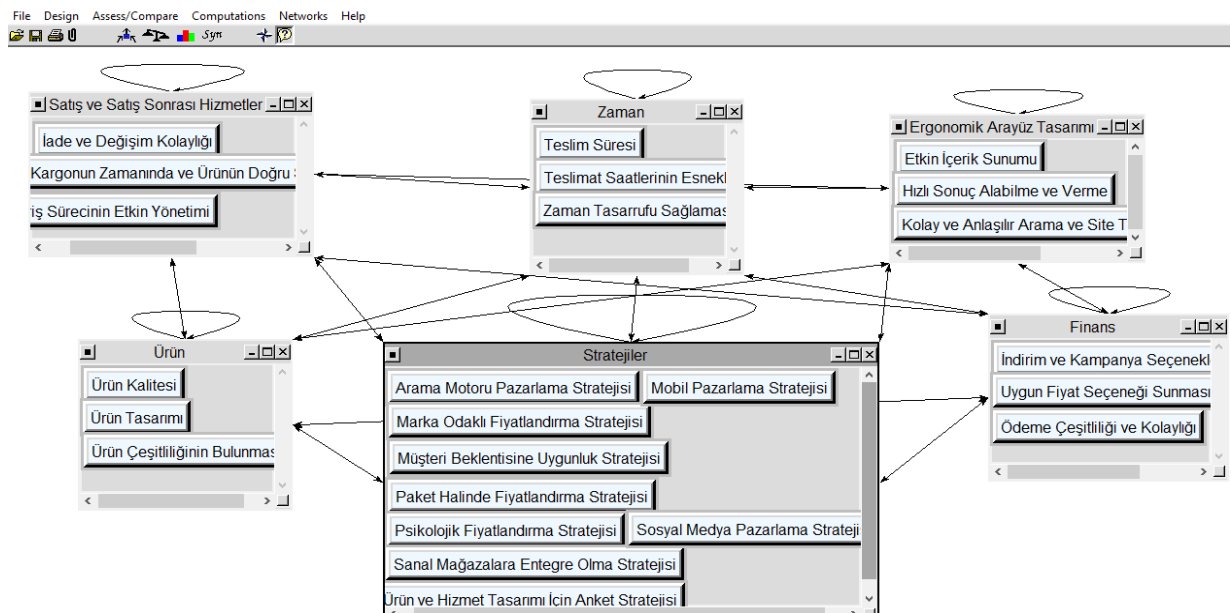 File Design Assess/Compare Computations Networks Help
Syn
Satış ve Satış Sonrası Hizmetler
İade ve Değişim Kolaylığı
Kargonun Zamanında ve Ürünün Doğru
iş Sürecinin Etkin Yönetimi
Zaman
Teslim Süresi
Teslimat Saatlerinin Esnekl
Zaman Tasarrufu Sağlamas
Ergonomik Arayüz Tasarımı
Etkin İçerik Sunumu
Hızlı Sonuç Alabilme ve Verme
Kolay ve Anlaşılır Arama ve Site T
Ürün
Ürün Kalitesi
Ürün Tasarımı
Ürün Çeşitliliğinin Bulunmas
Stratejiler
Arama Motoru Pazarlama Stratejisi Mobil Pazarlama Stratejisi
Marka Odaklı Fiyatlandırma Stratejisi
Müşteri Beklentisine Uygunluk Stratejisi
Paket Halinde Fiyatlandırma Stratejisi
Psikolojik Fiyatlandırma Stratejisi Sosyal Medya Pazarlama Strateji
Sanal Mağazalara Entegre Olma Stratejisi
Ürün ve Hizmet Tasarımı İçin Anket Stratejisi
Finans
İndirim ve Kampanya Seçenekl
Uygun Fiyat Seçeneği Sunması
Ödeme Çeşitliliği ve Kolaylığı